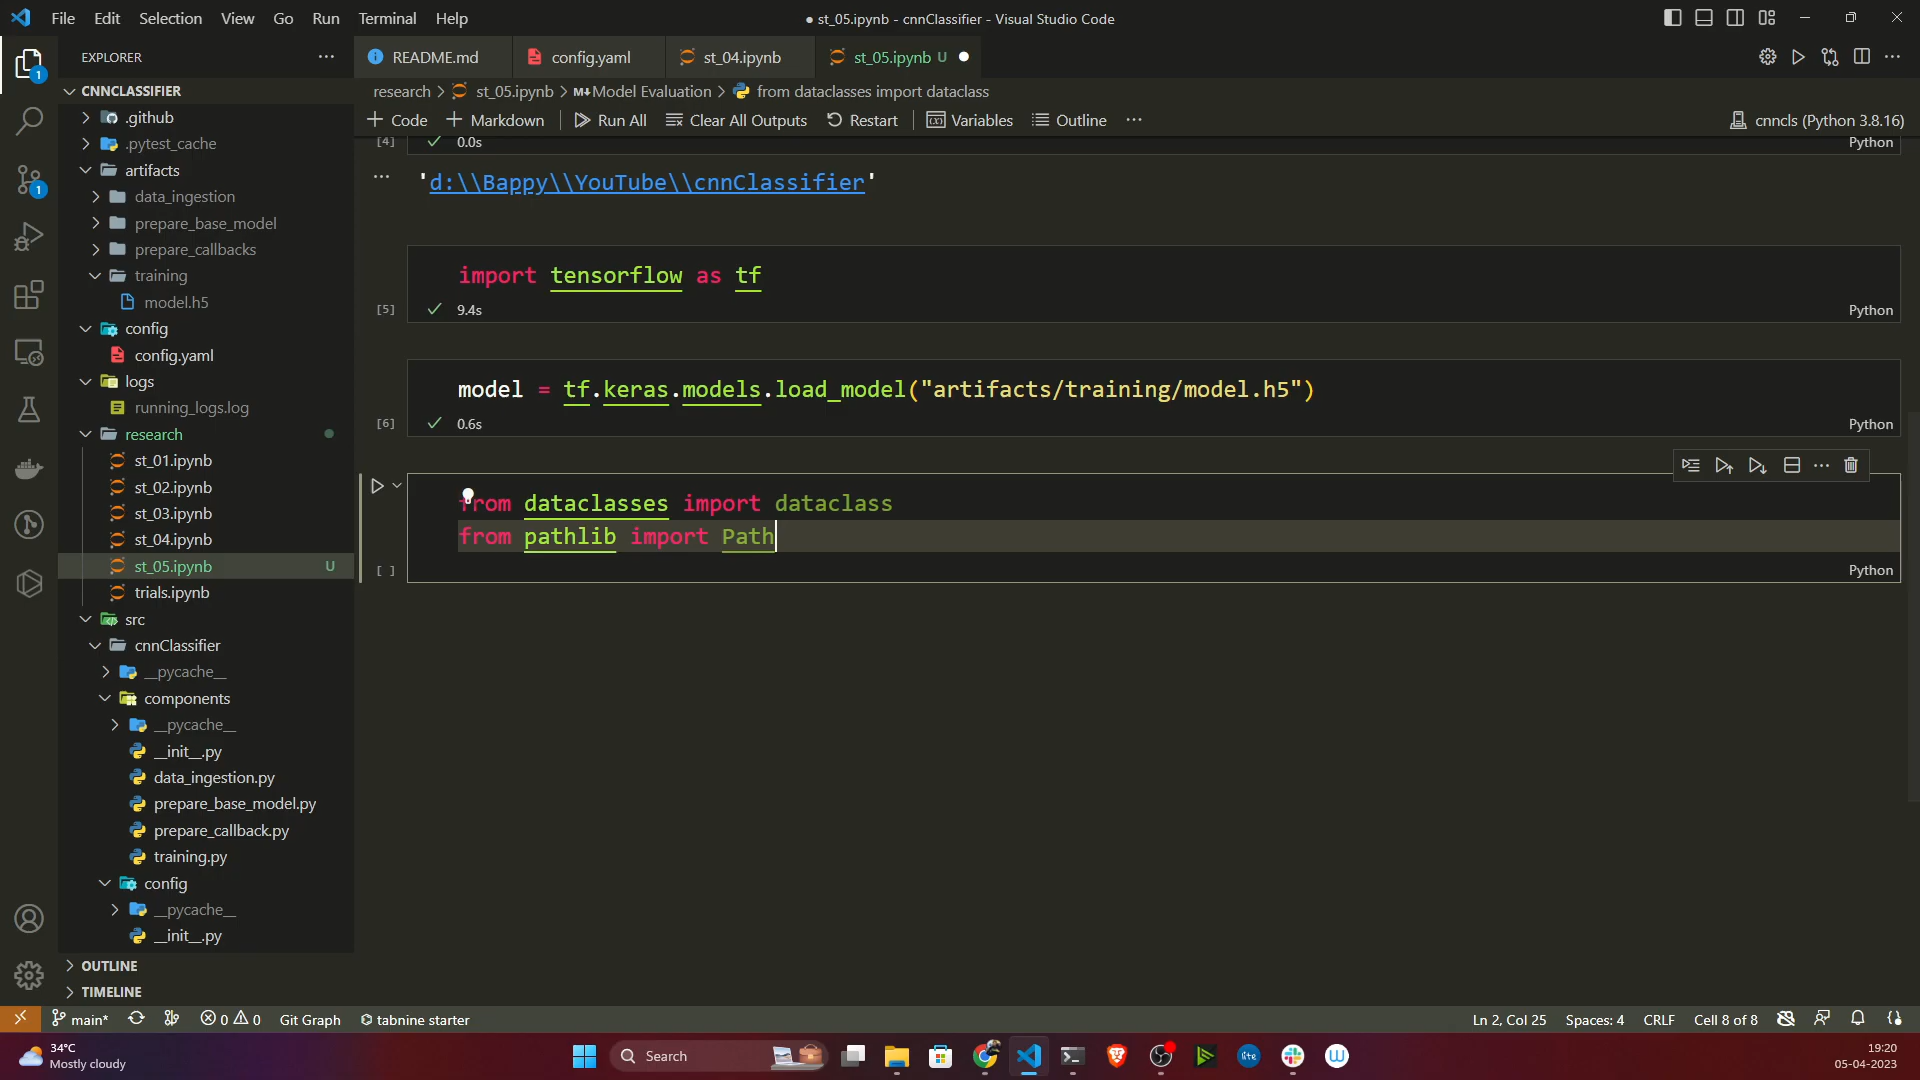 File Edit Selection View Go Run Terminal Help
● st_05.ipynb - cnnClassifier - Visual Studio Code
EXPLORER
README.md
config.yaml
st_04.ipynb
st_05.ipynb U
CNNCLASSIFIER
research > st_05.ipynb > M↓ Model Evaluation > from dataclasses import dataclass
+ Code + Markdown Run All Clear All Outputs Restart Variables Outline ...
cnncls (Python 3.8.16)
.github
.pytest_cache
artifacts
data_ingestion
prepare_base_model
prepare_callbacks
training
model.h5
config
config.yaml
logs
running_logs.log
research
st_01.ipynb
st_02.ipynb
st_03.ipynb
st_04.ipynb
st_05.ipynb U
trials.ipynb
src
cnnClassifier
__pycache__
components
__pycache__
__init__.py
data_ingestion.py
prepare_base_model.py
prepare_callback.py
training.py
config
__pycache__
__init__.py
OUTLINE
TIMELINE
[4] 0.0s Python
'd:\\Bappy\\YouTube\\cnnClassifier'
import tensorflow as tf
[5] 9.4s Python
model = tf.keras.models.load_model("artifacts/training/model.h5")
[6] 0.6s Python
from dataclasses import dataclass
from pathlib import Path
[ ] Python
main* 0 0 Git Graph tabnine starter
Ln 2, Col 25 Spaces: 4 CRLF Cell 8 of 8
34°C
Mostly cloudy
Search
lite
19:20
05-04-2023
1
1